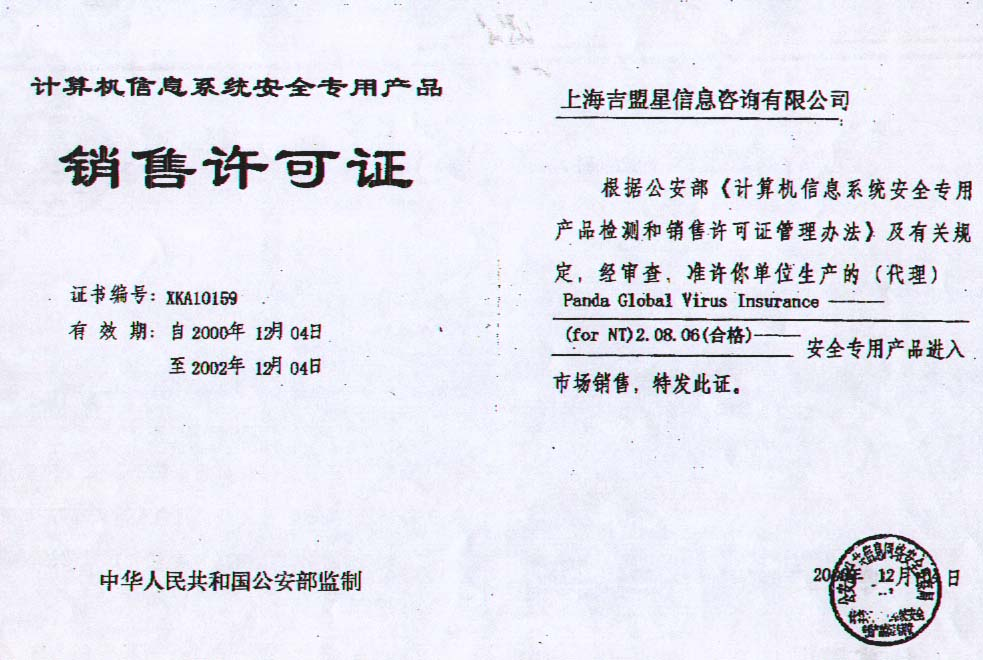 计算机信息系统安全专用产品
销售许可证
证书编号：XKA10159
有 效 期：自2000年 12月04日
至2002年 12月04日
中华人民共和国公安部监制
上海吉盟星信息咨询有限公司
根据公安部《计算机信息系统安全专用
产品检测和销售许可证管理办法》及有关规
定，经审查，准许你单位生产的（代理）
Panda Global Virus Insurance
(for NT)2.08.06(合格)
安全专用产品进入
市场销售，特发此证。
12月
日